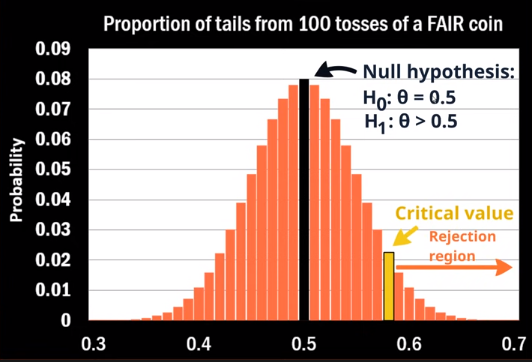 Proportion of tails from 100 tosses of a FAIR coin
0.09
0.08
0.07
0.06
0.05
0.04
0.03
0.02
0.01
0
Probability
Null hypothesis:
H0: θ = 0.5
H1: θ > 0.5
Critical value
Rejection
region
0.3 0.4 0.5 0.6 0.7